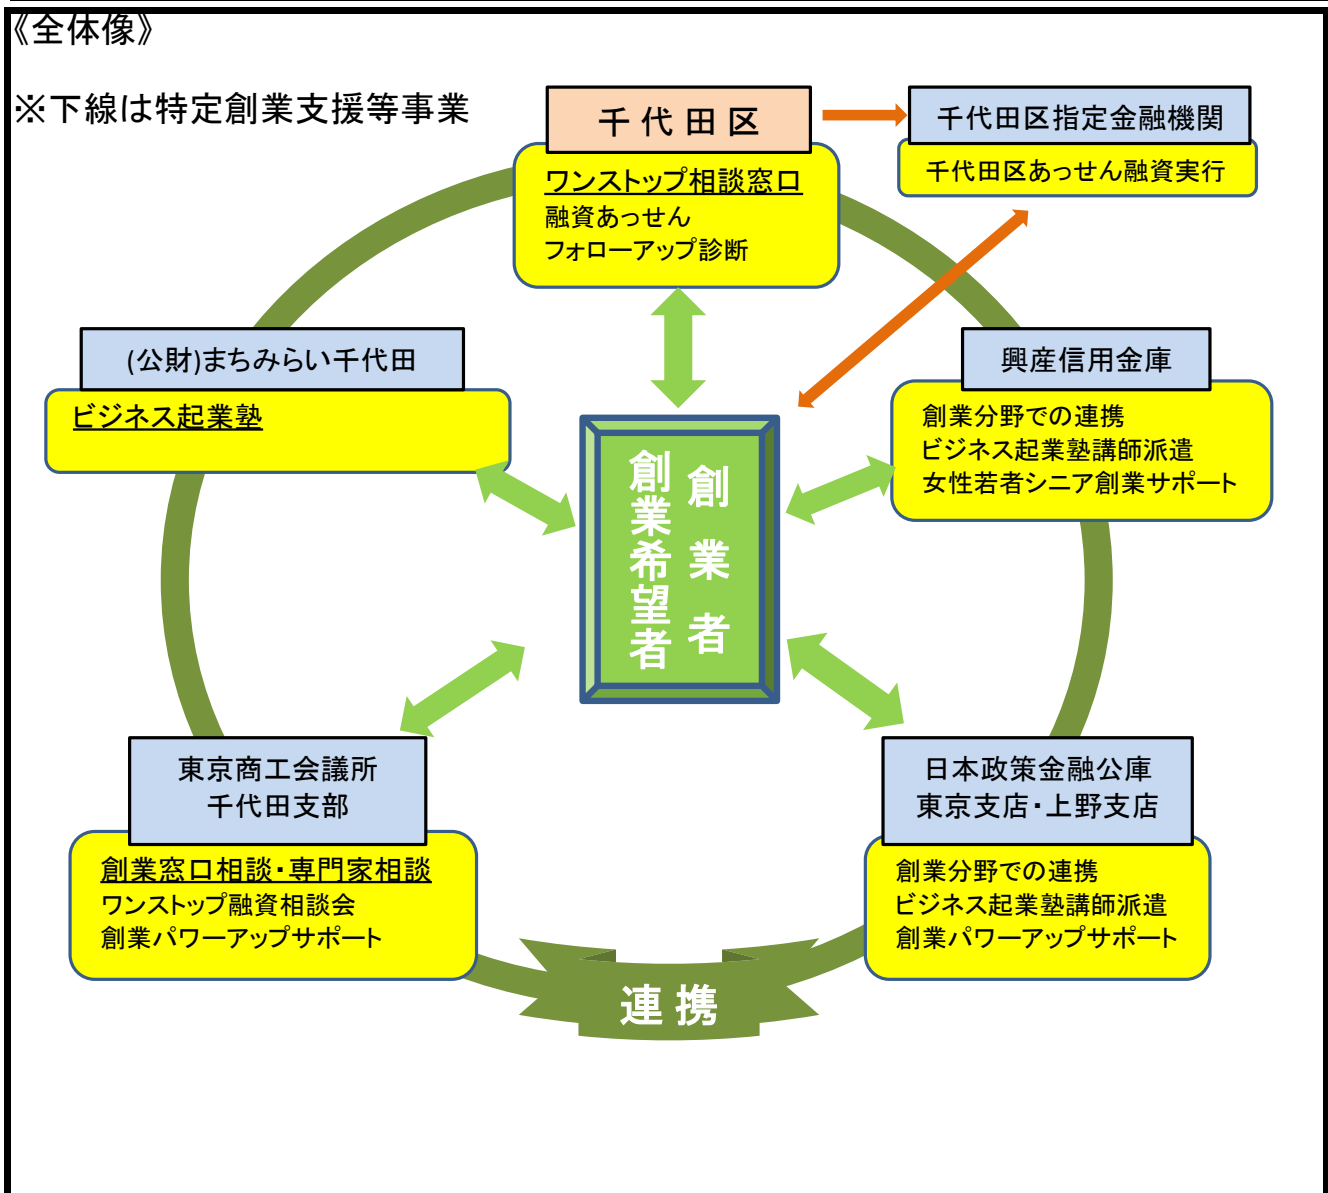 《全体像》
※下線は特定創業支援等事業
千代田区
ワンストップ相談窓口
融資あっせん
フォローアップ診断
千代田区指定金融機関
千代田区あっせん融資実行
(公財)まちみらい千代田
ビジネス起業塾
興産信用金庫
創業分野での連携
ビジネス起業塾講師派遣
女性若者シニア創業サポート
創業者
創業希望者
東京商工会議所
千代田支部
創業窓口相談・専門家相談
ワンストップ融資相談会
創業パワーアップサポート
日本政策金融公庫
東京支店・上野支店
創業分野での連携
ビジネス起業塾講師派遣
創業パワーアップサポート
連携